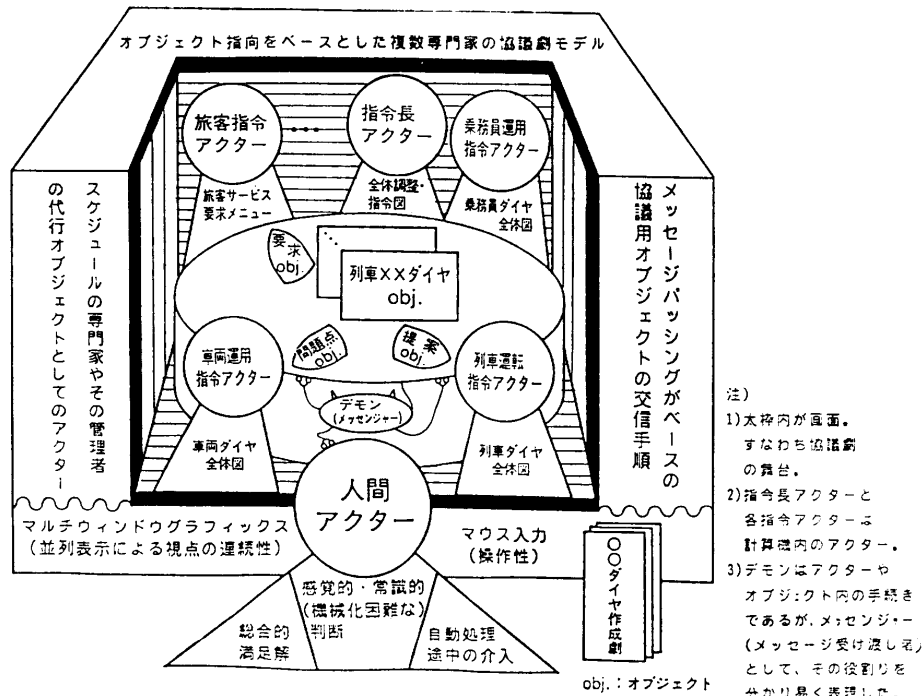 オブジェクト指向をベースとした複数専門家の協議劇モデル
旅客指令
アクター
指令長
アクター
乗務員運用
指令アクター
旅客サービス
要求メニュー
全体調整・
指令図
乗務員ダイヤ
全体図
スケジュールの専門家やその管理者
の代行オブジェクトとしてのアクター
メッセージパッシングがベースの
協議用オブジェクトの交信手順
要求
obj.
列車××ダイヤ
obj.
車両運用
指令アクター
問題点
obj.
提案
obj.
列車運転
指令アクター
デモン
(メッセンジャー)
車両ダイヤ
全体図
列車ダイヤ
全体図
人間
アクター
マルチウィンドウグラフィックス
(並列表示による視点の連続性)
マウス入力
(操作性)
感覚的・常識的
(機械化困難な)
判断
総合的
満足解
自動処理
途中の介入
〇〇ダイヤ作成劇
obj.：オブジェクト
注)
1)太枠内が画面。
すなわち協議劇
の舞台。
2)指令長アクターと
各指令アクターは
計算機内のアクター。
3)デモンはアクターや
オブジェクト内の手続き
であるが、メッセンジャー
(メッセージ受け渡し者)
として、その役割りを
分かり易く表現した。